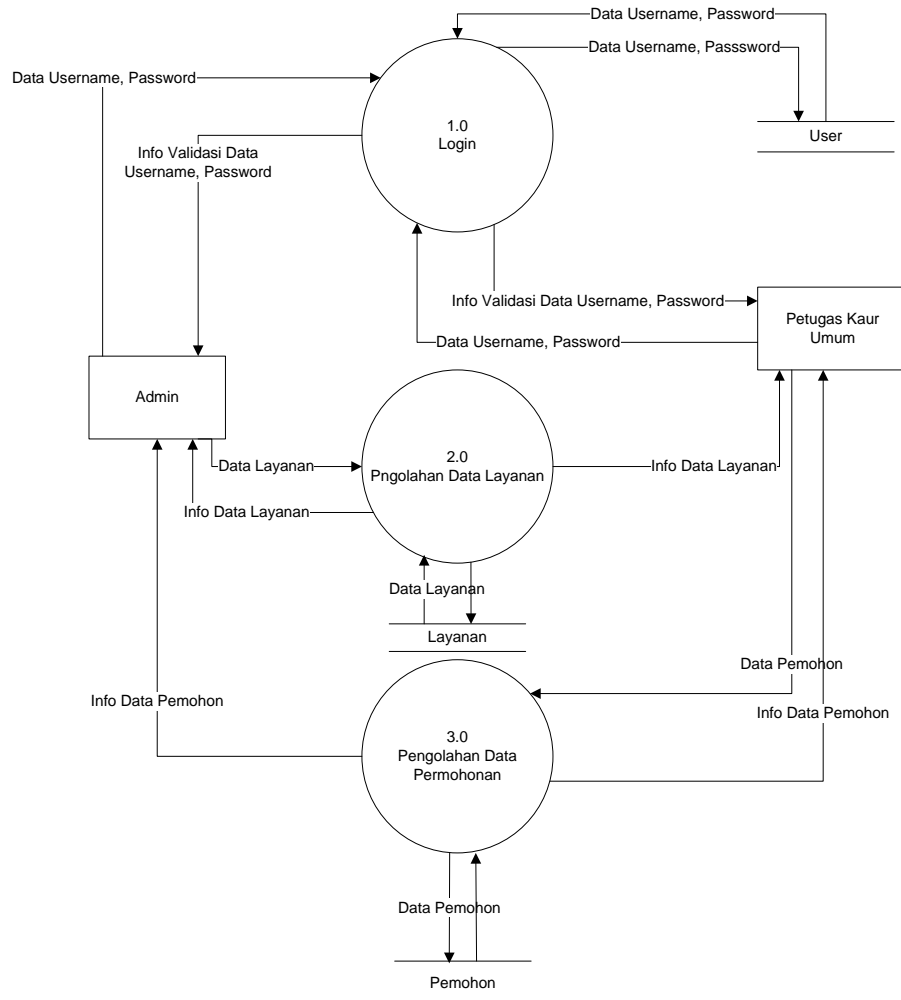 Data Username, Password
Data Username, Passsword
Data Username, Password
1.0
Login
User
Info Validasi Data
Username, Password
Info Validasi Data Username, Password
Petugas Kaur
Umum
Data Username, Password
Admin
2.0
Pngolahan Data Layanan
Data Layanan
Info Data Layanan
Info Data Layanan
Data Layanan
Layanan
Data Pemohon
Info Data Pemohon
Info Data Pemohon
3.0
Pengolahan Data
Permohonan
Data Pemohon
Pemohon